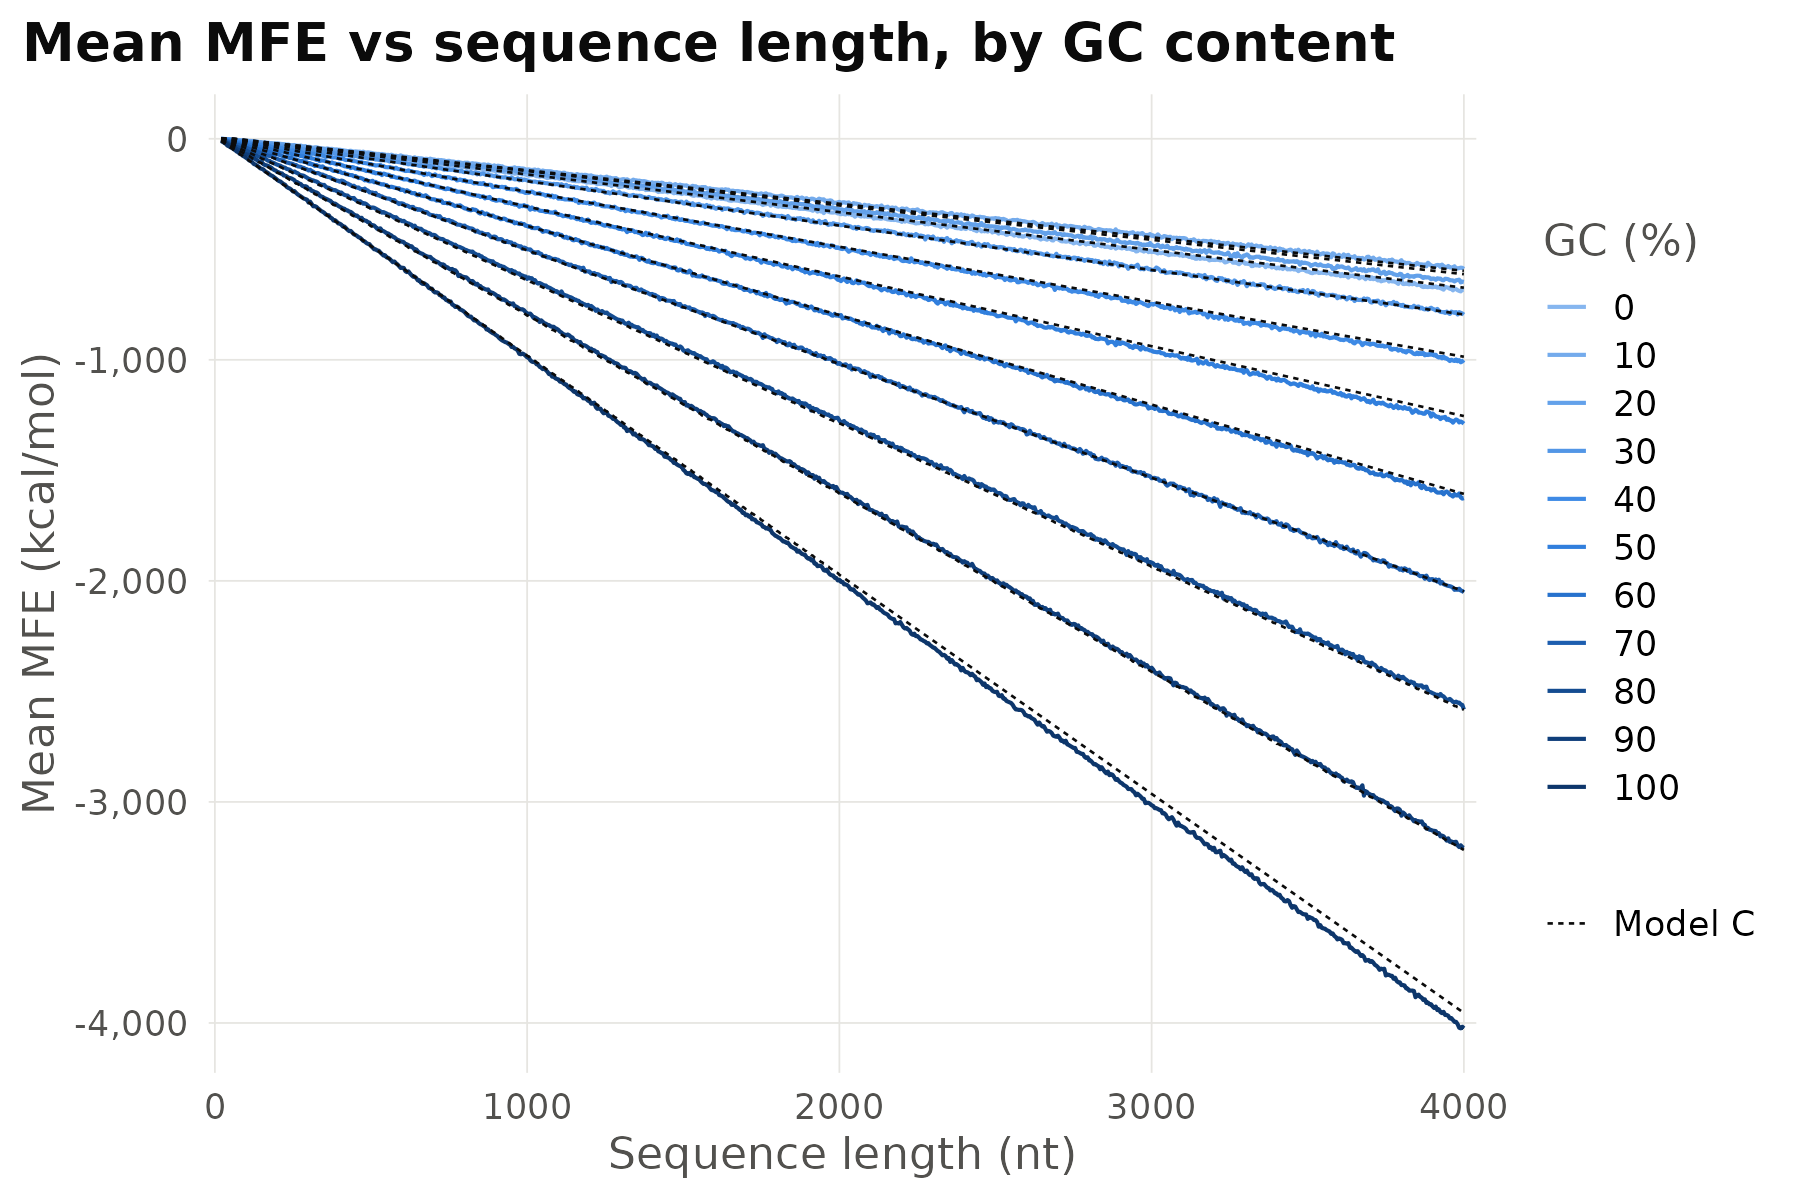 Mean MFE vs sequence length, by GC content
Mean MFE (kcal/mol)
0
-1,000
-2,000
-3,000
-4,000
0 1000 2000 3000 4000
Sequence length (nt)
GC (%)
0
10
20
30
40
50
60
70
80
90
100
Model C